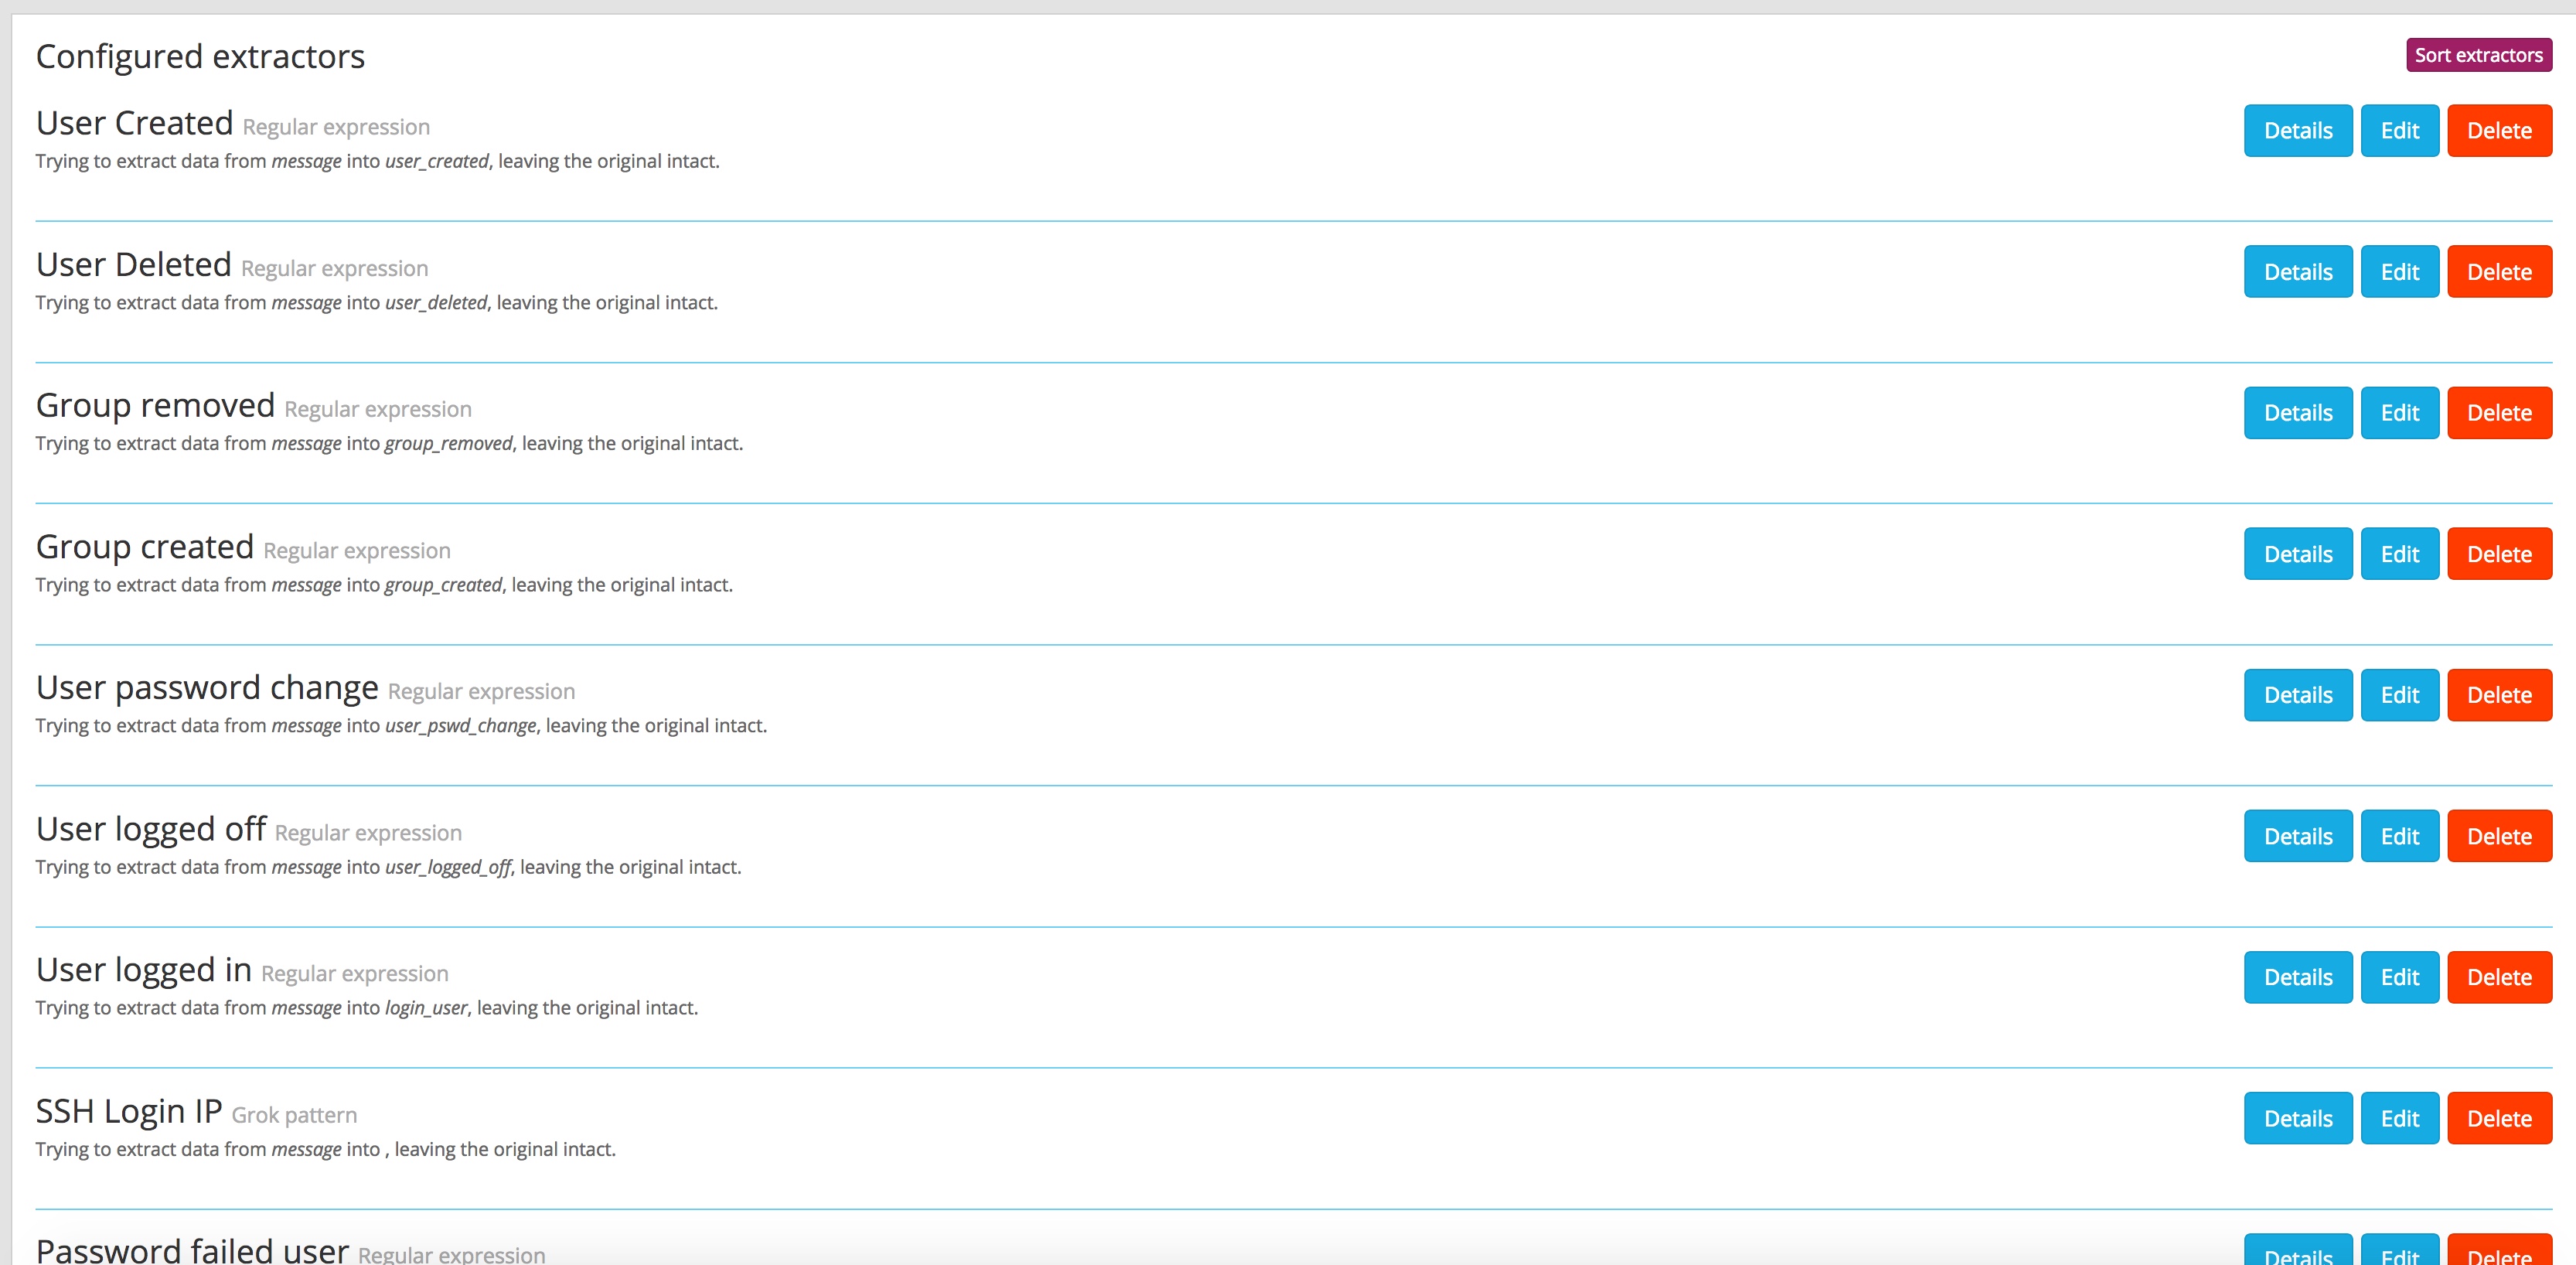 Configured extractors Sort extractors
User Created Regular expression Details Edit Delete
Trying to extract data from message into user_created, leaving the original intact.
User Deleted Regular expression Details Edit Delete
Trying to extract data from message into user_deleted, leaving the original intact.
Group removed Regular expression Details Edit Delete
Trying to extract data from message into group_removed, leaving the original intact.
Group created Regular expression Details Edit Delete
Trying to extract data from message into group_created, leaving the original intact.
User password change Regular expression Details Edit Delete
Trying to extract data from message into user_pswd_change, leaving the original intact.
User logged off Regular expression Details Edit Delete
Trying to extract data from message into user_logged_off, leaving the original intact.
User logged in Regular expression Details Edit Delete
Trying to extract data from message into login_user, leaving the original intact.
SSH Login IP Grok pattern Details Edit Delete
Trying to extract data from message into , leaving the original intact.
Password failed user Regular expression Details Edit Delete